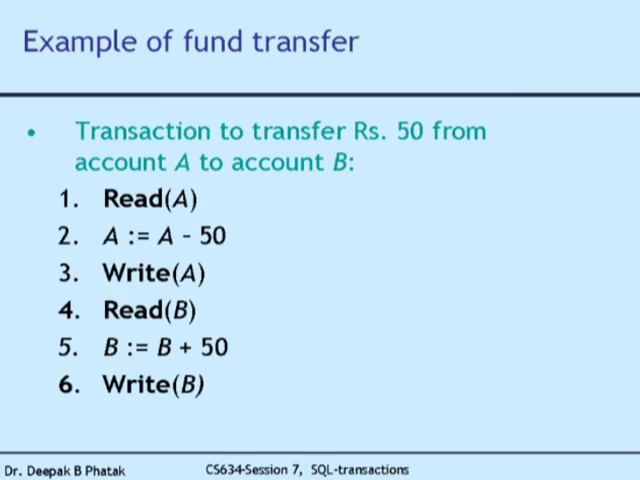 Example of fund transfer
• Transaction to transfer Rs. 50 from
account A to account B:
1. Read(A)
2. A := A - 50
3. Write(A)
4. Read(B)
5. B := B + 50
6. Write(B)
Dr. Deepak B Phatak CS634-Session 7, SQL-transactions